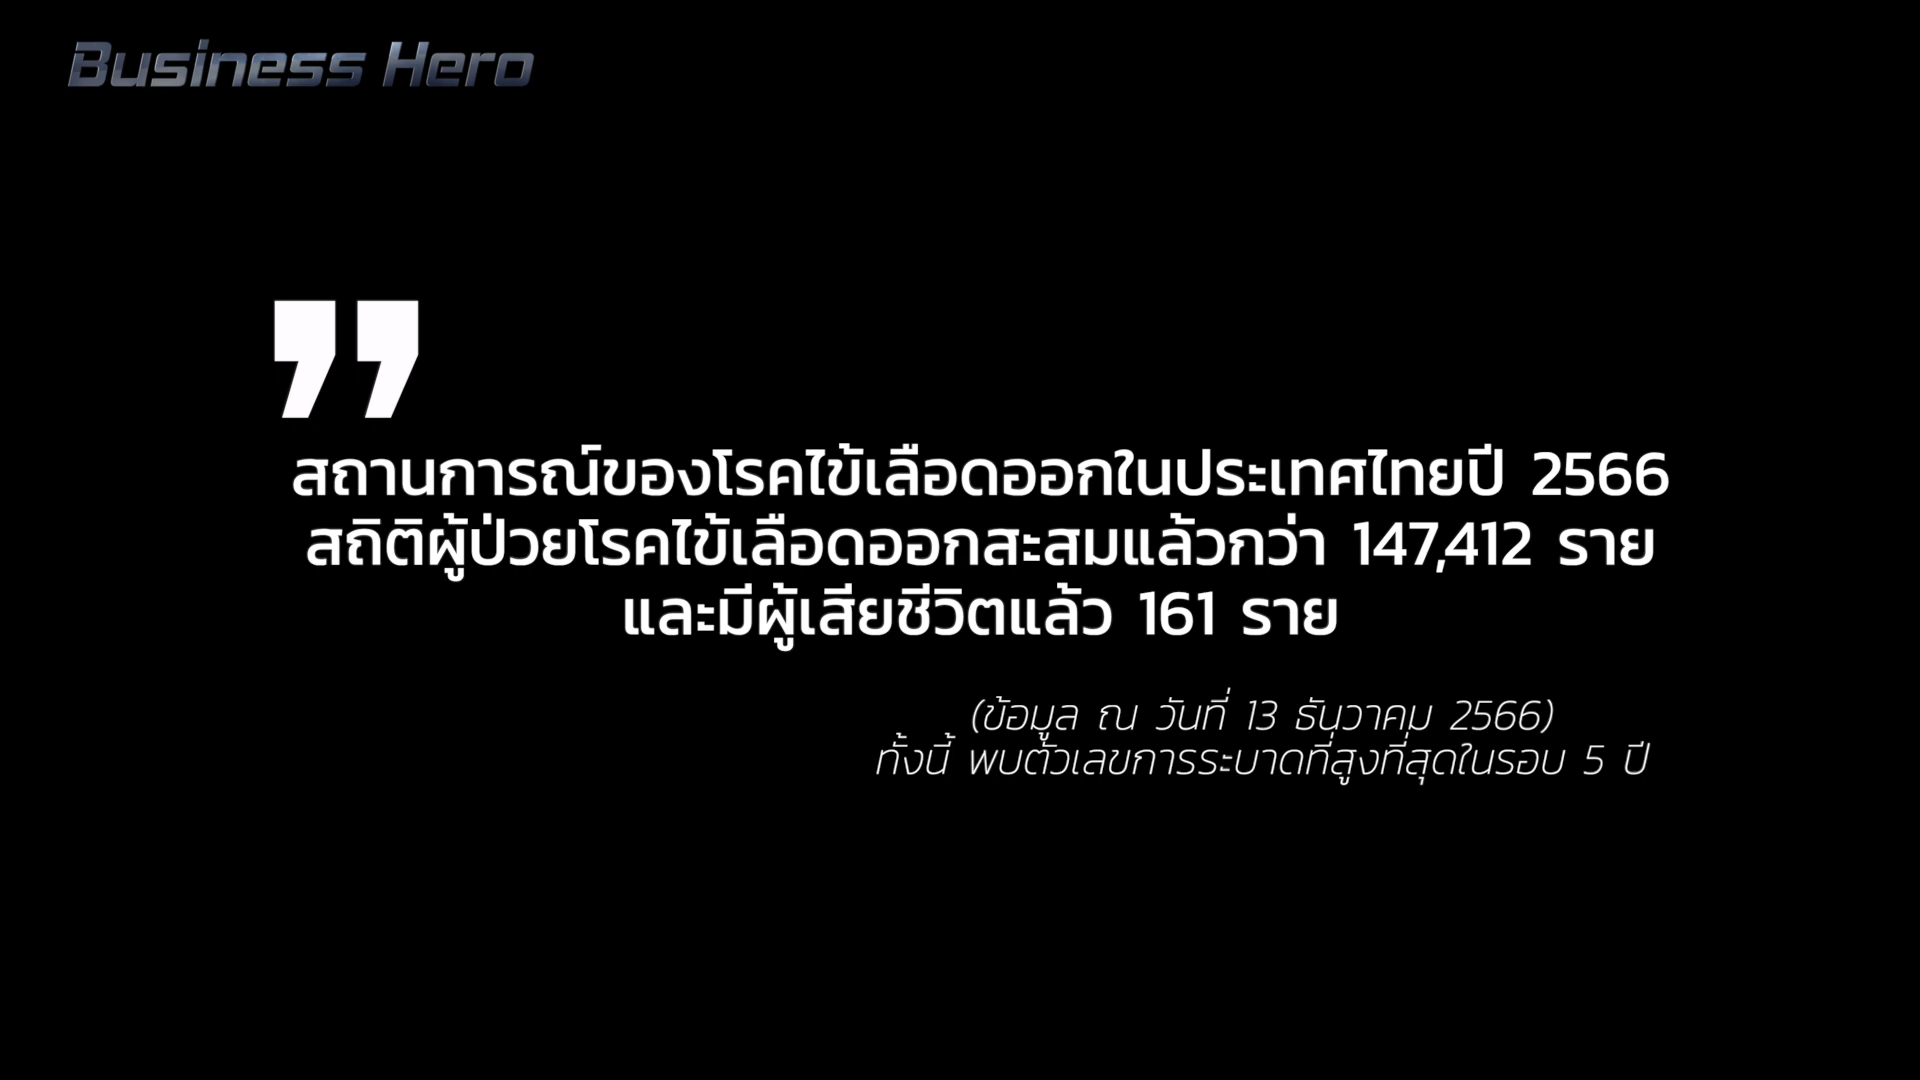 Business Hero
”
สถานการณ์ของโรคไข้เลือดออกในประเทศไทยปี 2566
สถิติผู้ป่วยโรคไข้เลือดออกสะสมแล้วกว่า 147,412 ราย
และมีผู้เสียชีวิตแล้ว 161 ราย
(ข้อมูล ณ วันที่ 13 ธันวาคม 2566)
ทั้งนี้ พบตัวเลขการระบาดที่สูงที่สุดในรอบ 5 ปี